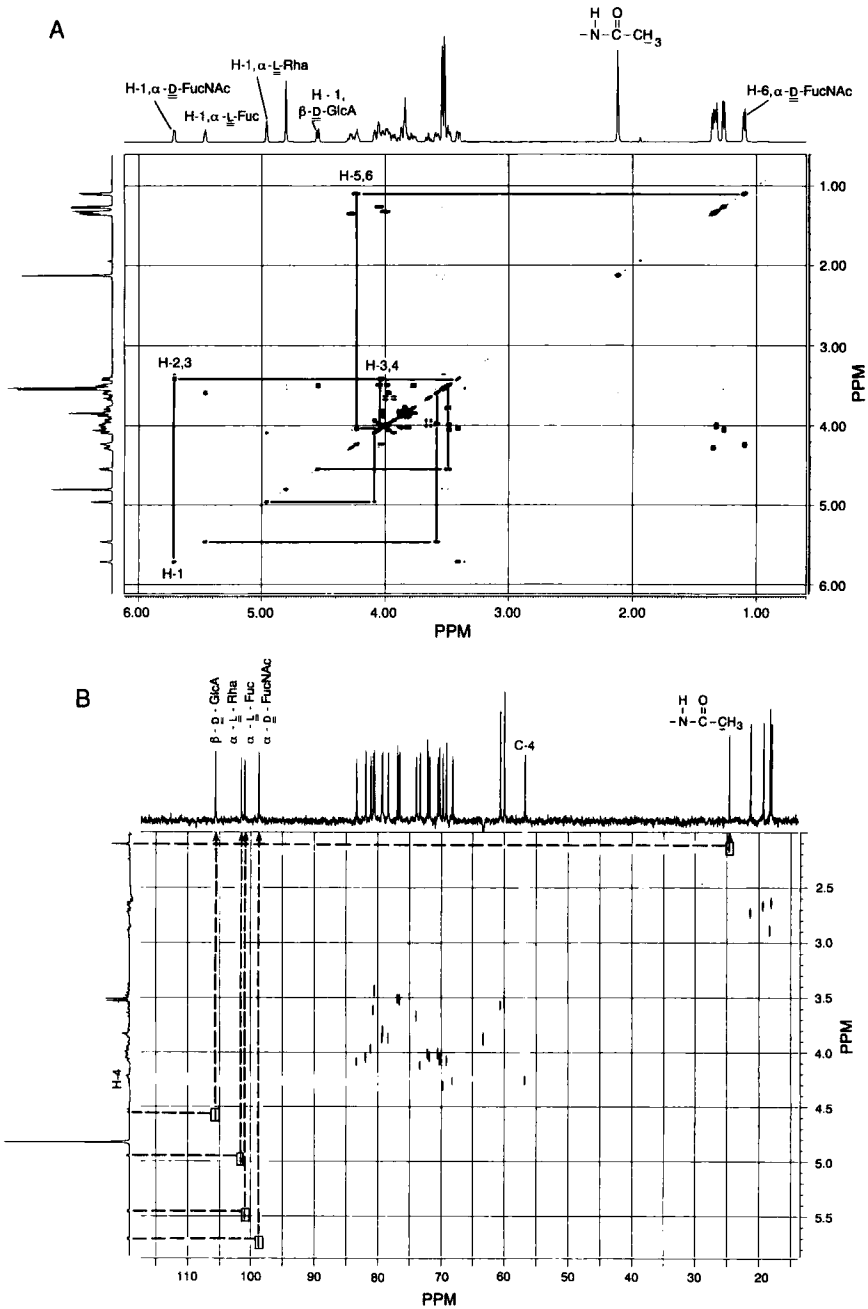 A
H O
-N-C-CH3
H-1,α-L-Rha
H-1,α-D-FucNAc
H-1,
β-D-GlcA
H-1,α-L-Fuc
H-6,α-D-FucNAc
H-5,6
H-2,3
H-3,4
H-1
1.00
2.00
3.00
4.00
5.00
6.00
PPM
6.00 5.00 4.00 3.00 2.00 1.00
PPM
B
β-D-GlcA
α-L-Rha
α-L-Fuc
α-D-FucNAc
H O
-N-C-CH3
C-4
H-4
2.5
3.0
3.5
4.0
4.5
5.0
5.5
PPM
110 100 90 80 70 60 50 40 30 20
PPM